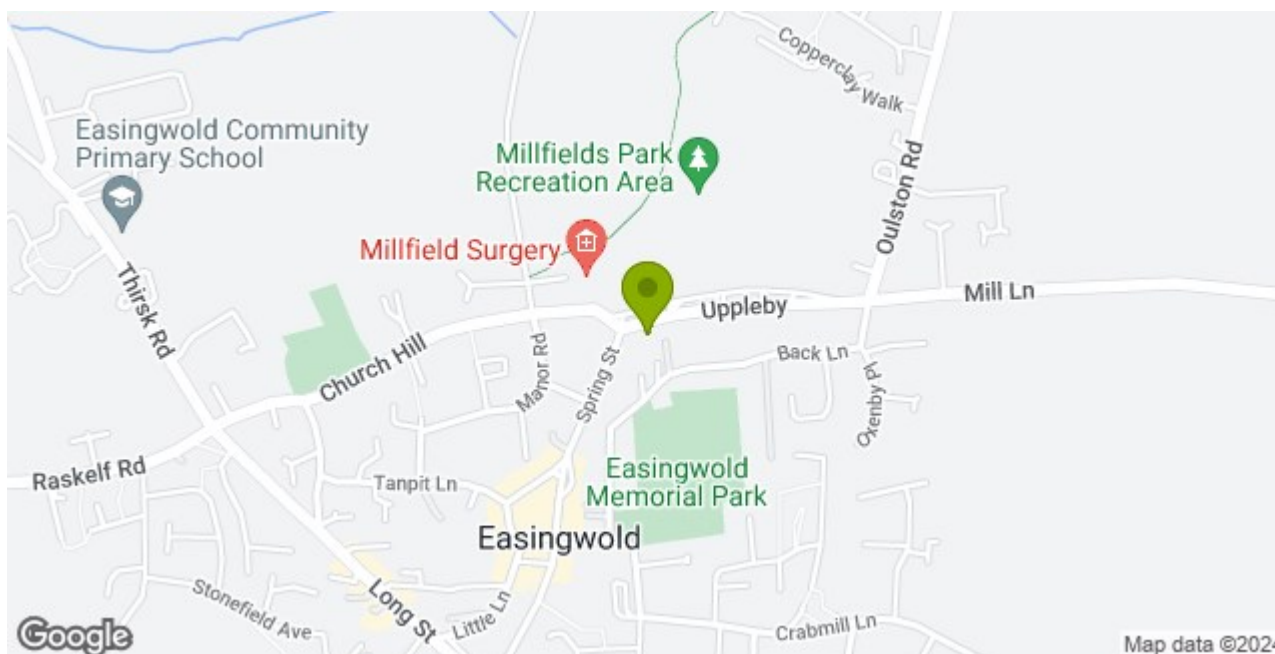 Copperclay Walk
Easingwold Community
Primary School
Millfields Park
Recreation Area
Oulston Rd
Millfield Surgery
Thirsk Rd
Uppleby
Mill Ln
Church Hill
Manor Rd
Spring St
Back Ln
Oxenby Pl
Raskelf Rd
Tanpit Ln
Easingwold
Memorial Park
Easingwold
Stonefield Ave
Long St
Little Ln
Crabmill Ln
Google
Map data ©2024